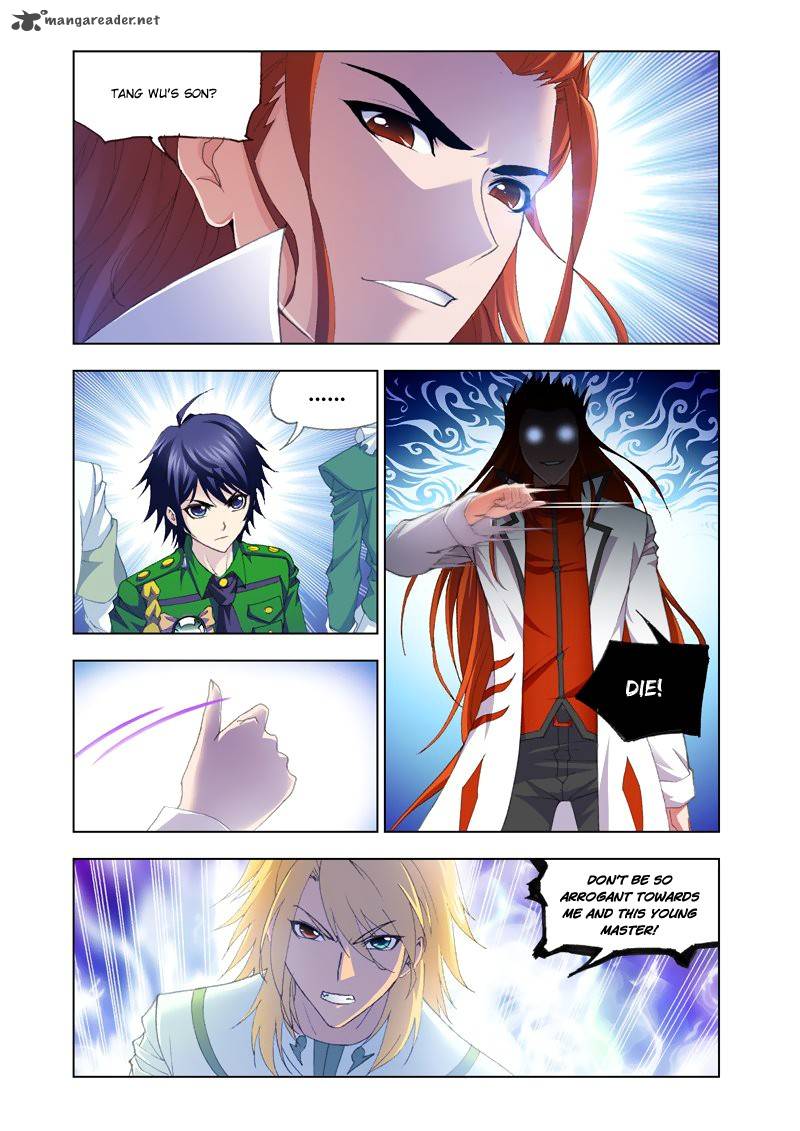 mangareader.net
TANG WU'S SON?
......
DIE!
DON'T BE SO
ARROGANT TOWARDS
ME AND THIS YOUNG
MASTER!